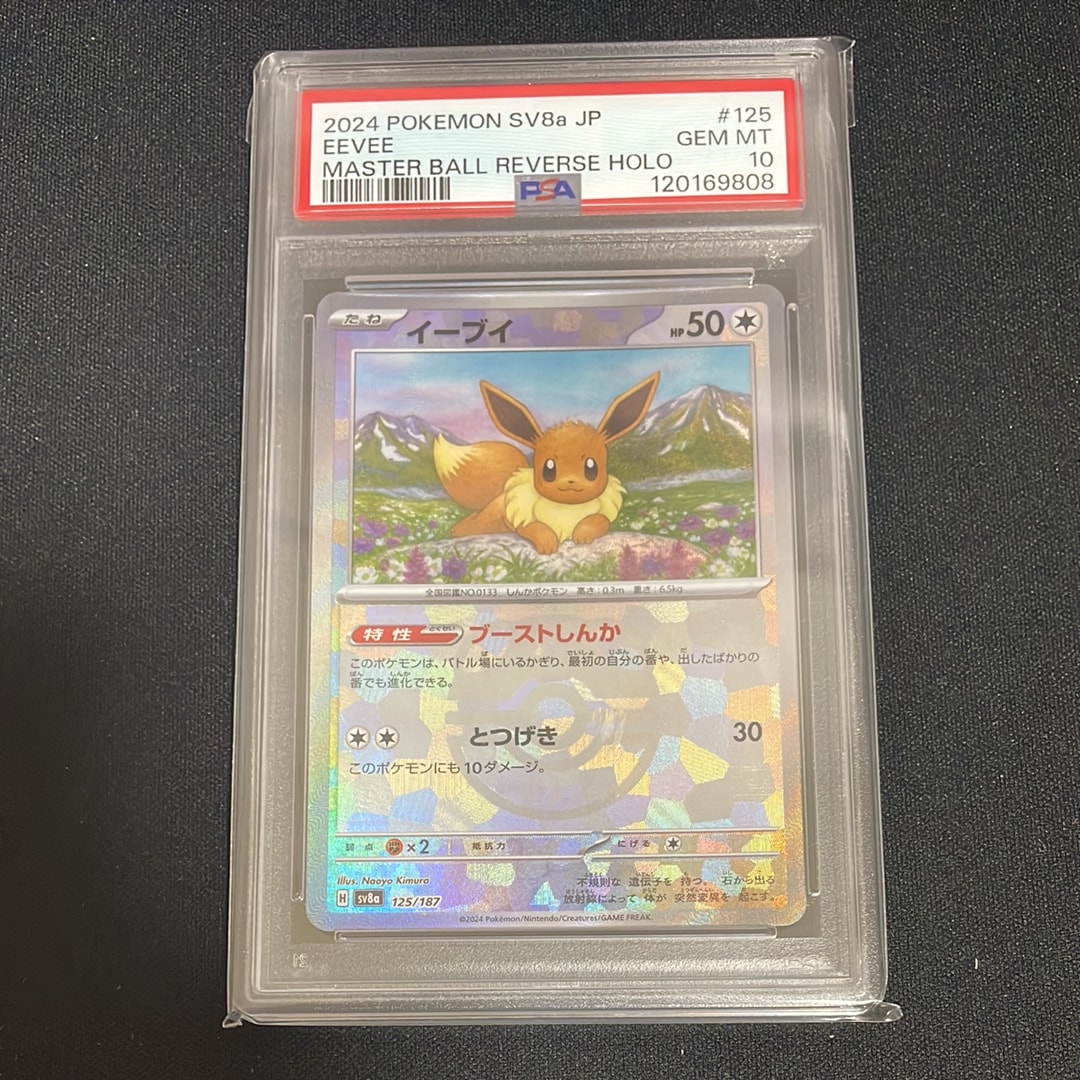 2024 POKEMON SV8a JP #125
EEVEE GEM MT
MASTER BALL REVERSE HOLO 10
PSA 120169808
たね イーブイ HP 50
全国図鑑NO.0133 しんかポケモン 高さ:0.3m 重さ:6.5kg
特性 とくせい ブーストしんか
このポケモンは、バトル場にいるかぎり、最初の自分の番や、出したばかりの
番でも進化できる。
とつげき 30
このポケモンにも10ダメージ。
弱点 ×2 抵抗力 にげる
Illus. Naoyo Kimura
不規則な 遺伝子を 持つ。 石から出る
放射線によって 体が 突然変異を 起こす。
H sv8a 125/187
©2024 Pokémon/Nintendo/Creatures/GAME FREAK.